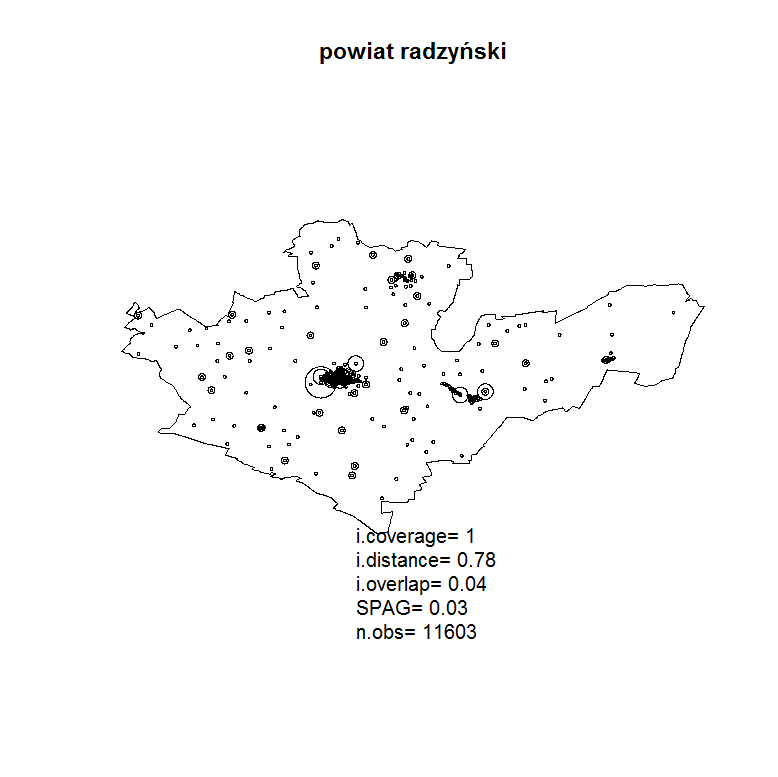 powiat radzyński
i.coverage= 1
i.distance= 0.78
i.overlap= 0.04
SPAG= 0.03
n.obs= 11603